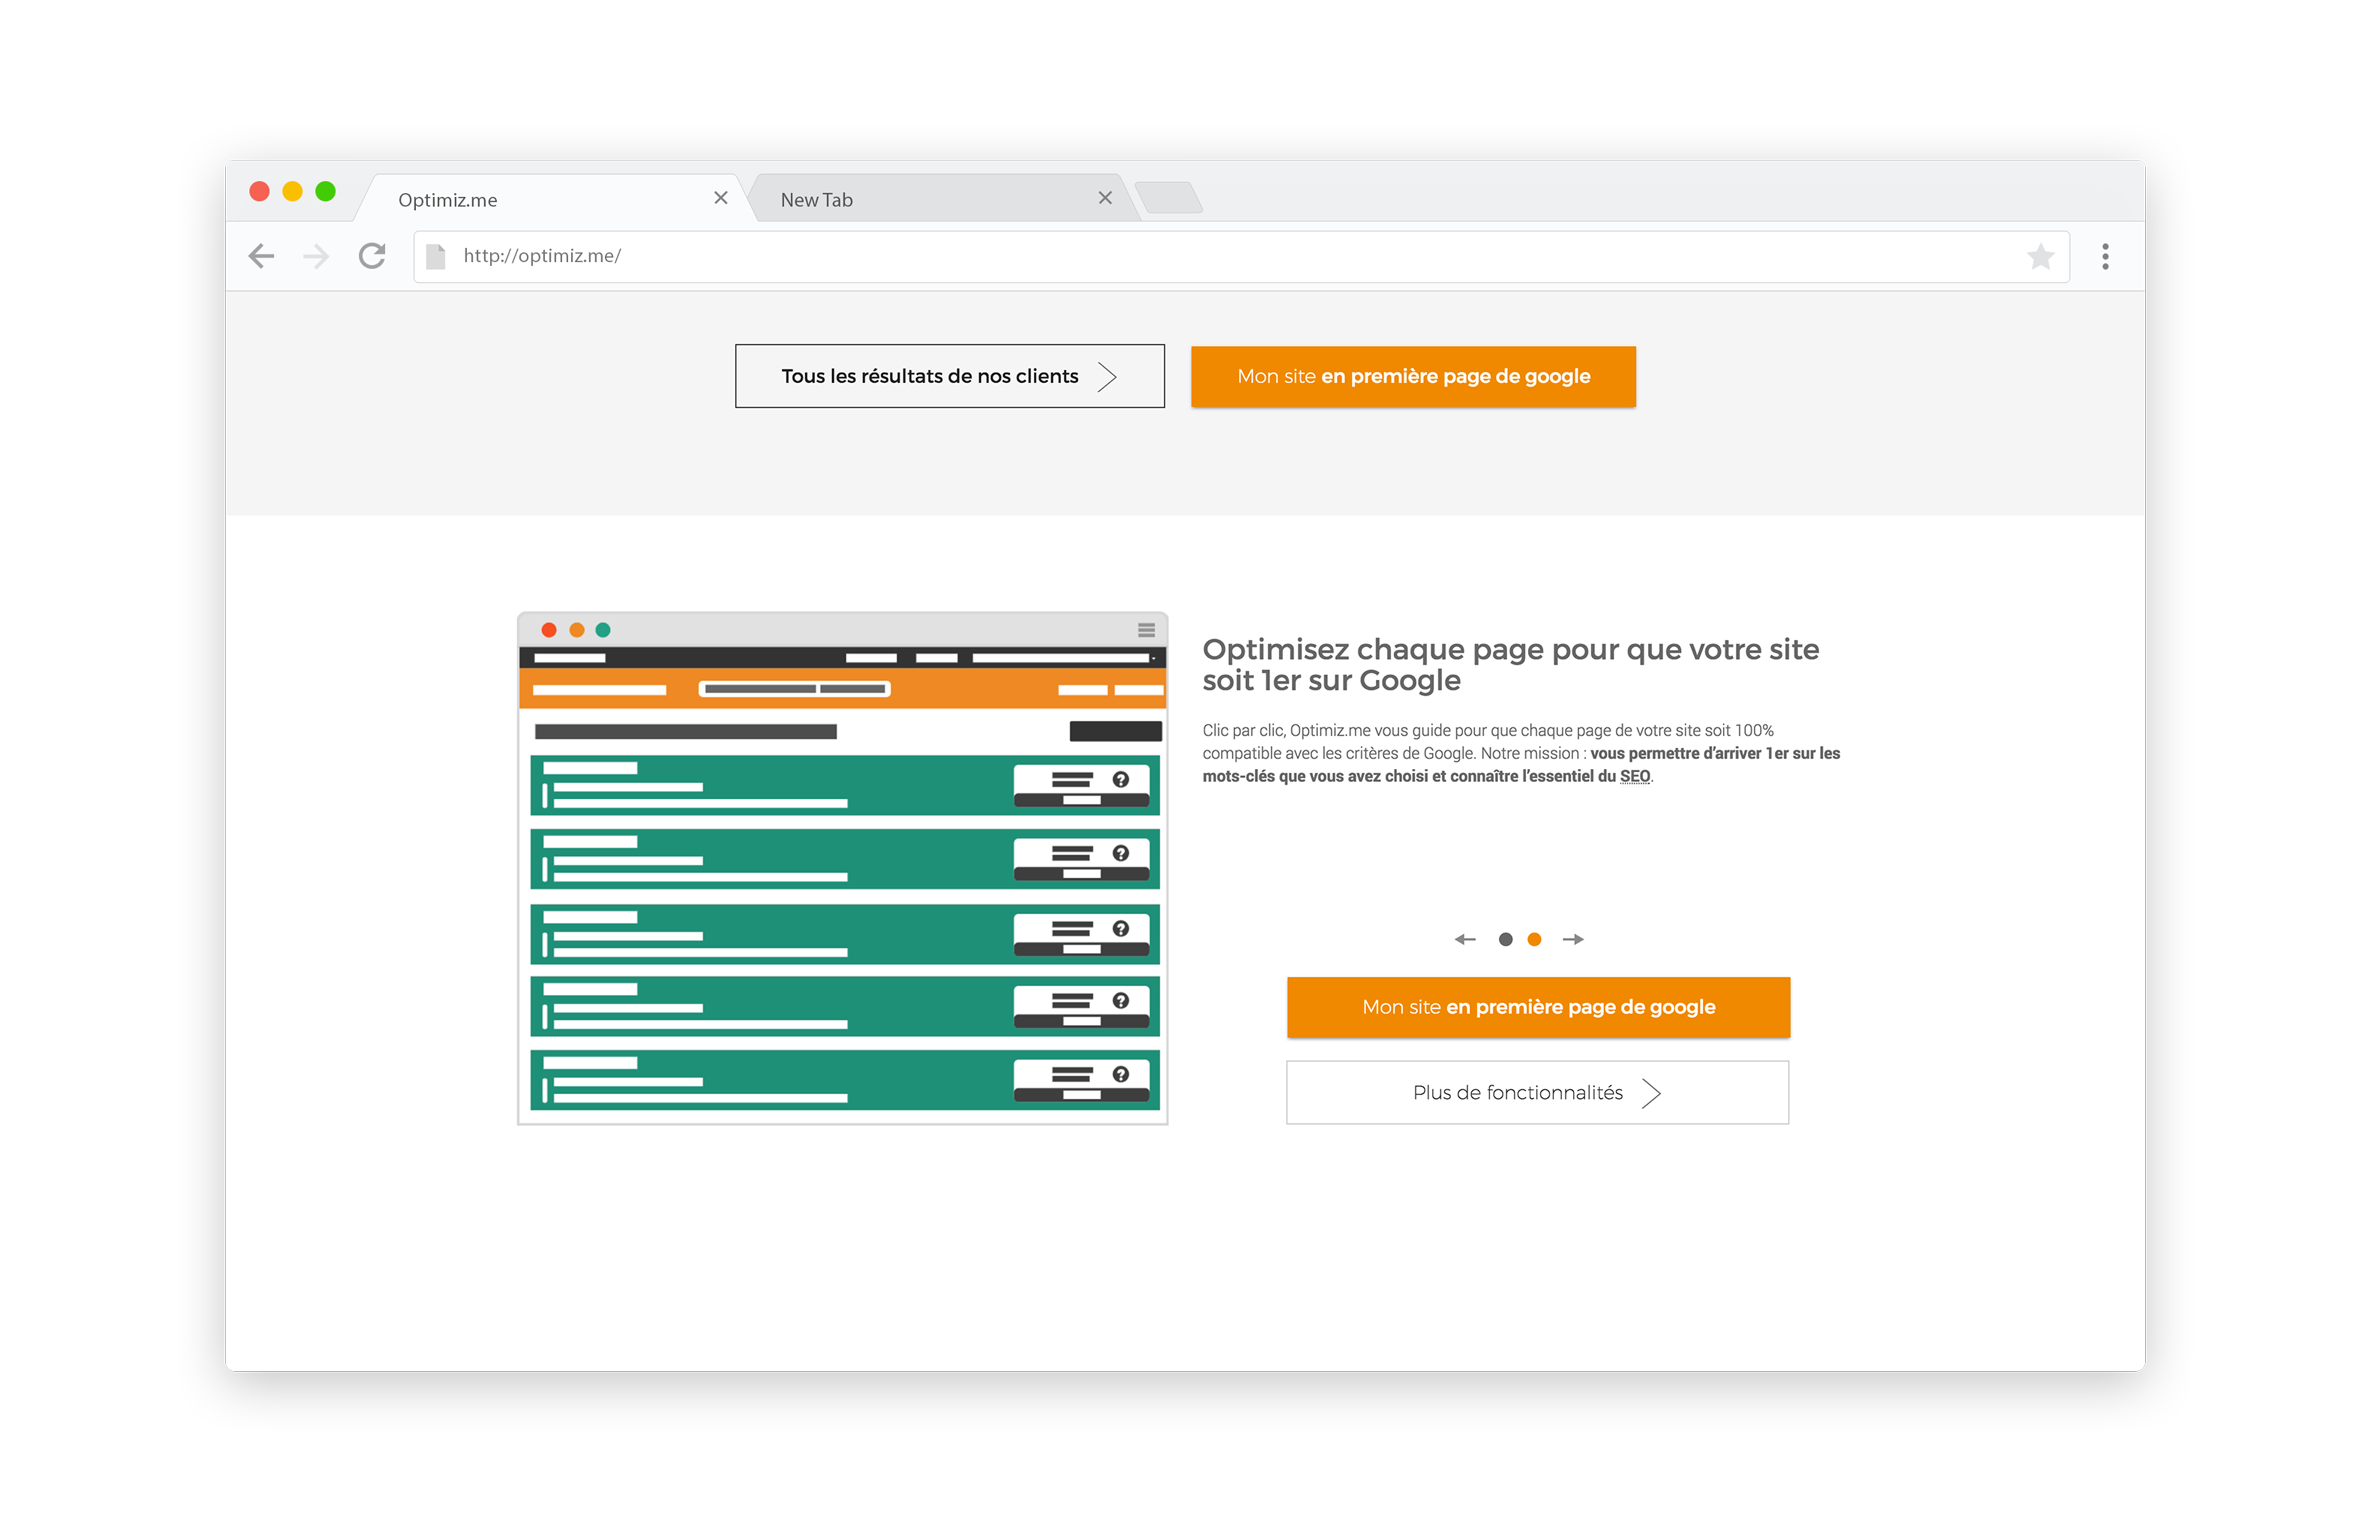 Optimiz.me
New Tab
http://optimiz.me/
Tous les résultats de nos clients
Mon site en première page de google
Optimisez chaque page pour que votre site
soit 1er sur Google
Clic par clic, Optimiz.me vous guide pour que chaque page de votre site soit 100%
compatible avec les critères de Google. Notre mission : vous permettre d’arriver 1er sur les
mots-clés que vous avez choisi et connaître l’essentiel du SEO.
Mon site en première page de google
Plus de fonctionnalités